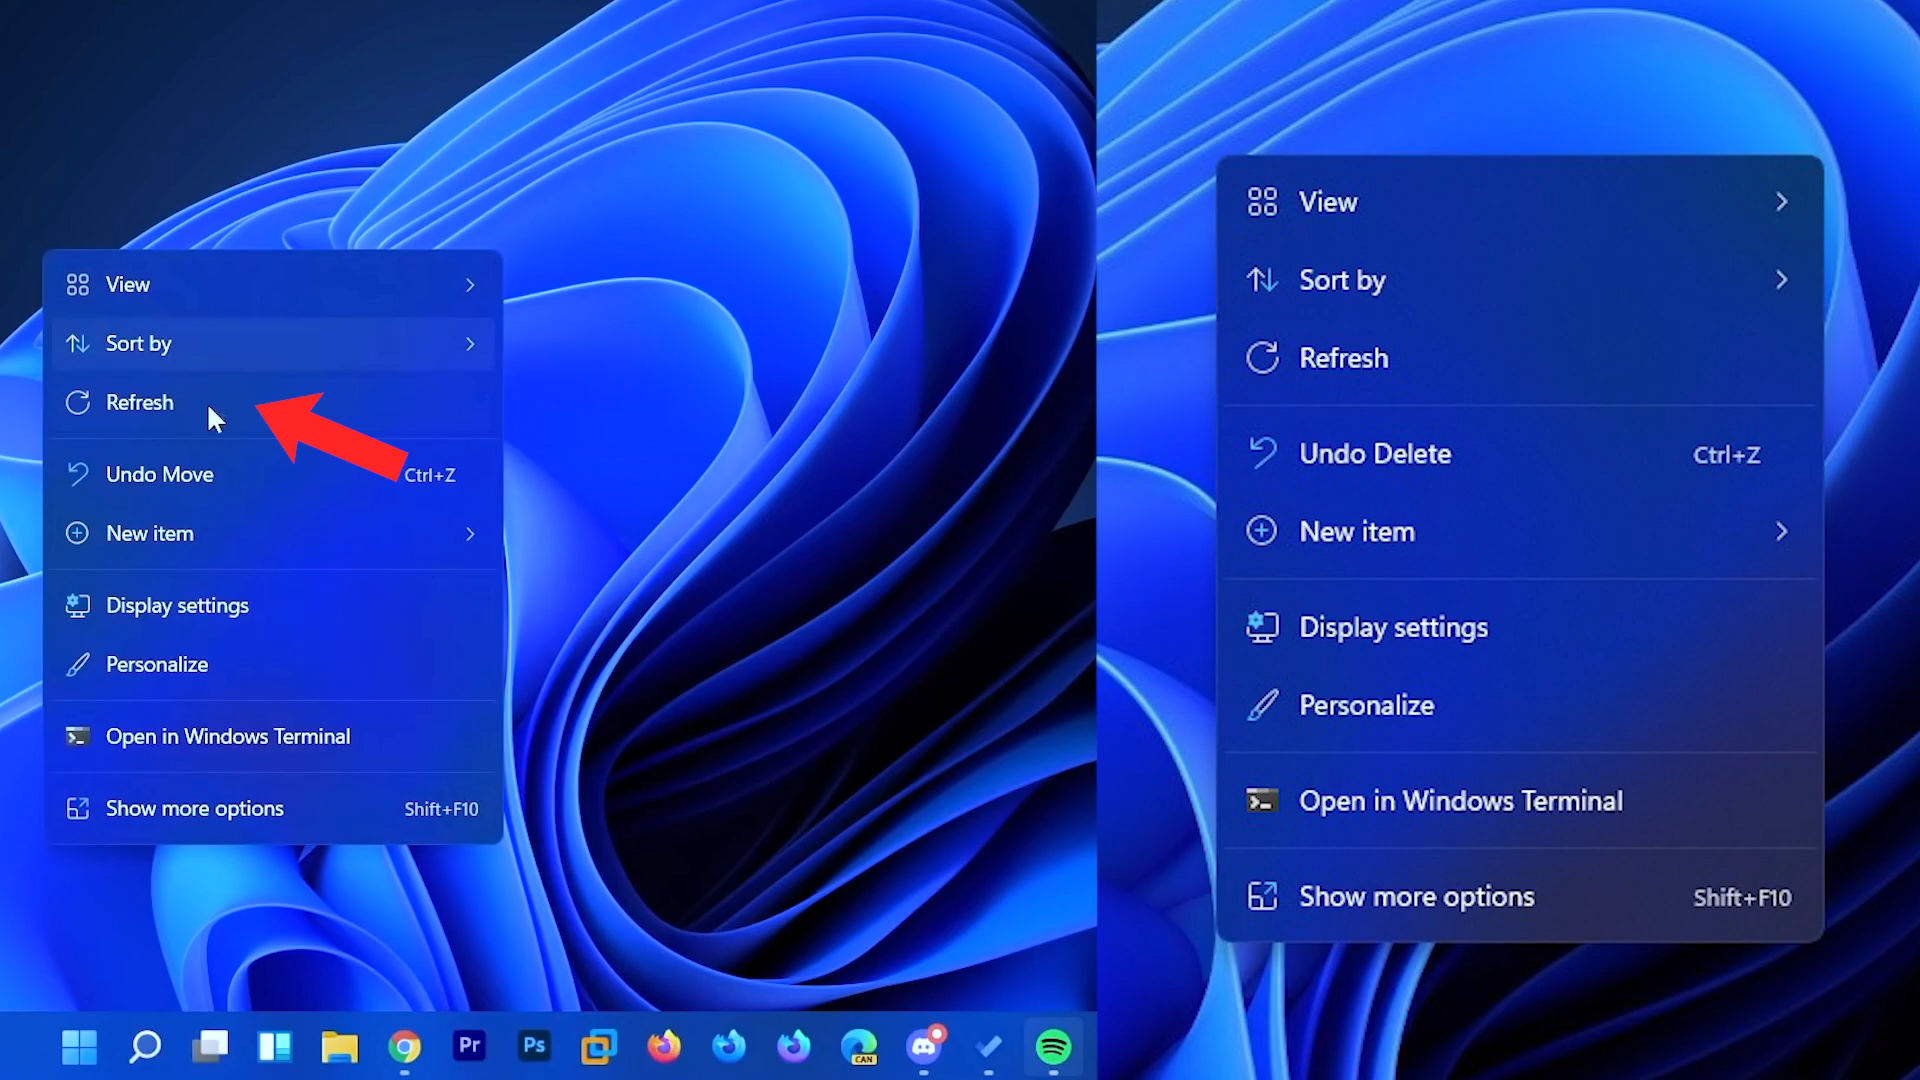 View
Sort by
Refresh
Undo Move Ctrl+Z
New item
Display settings
Personalize
Open in Windows Terminal
Show more options Shift+F10
Pr
Ps
CAN
View
Sort by
Refresh
Undo Delete Ctrl+Z
New item
Display settings
Personalize
Open in Windows Terminal
Show more options Shift+F10